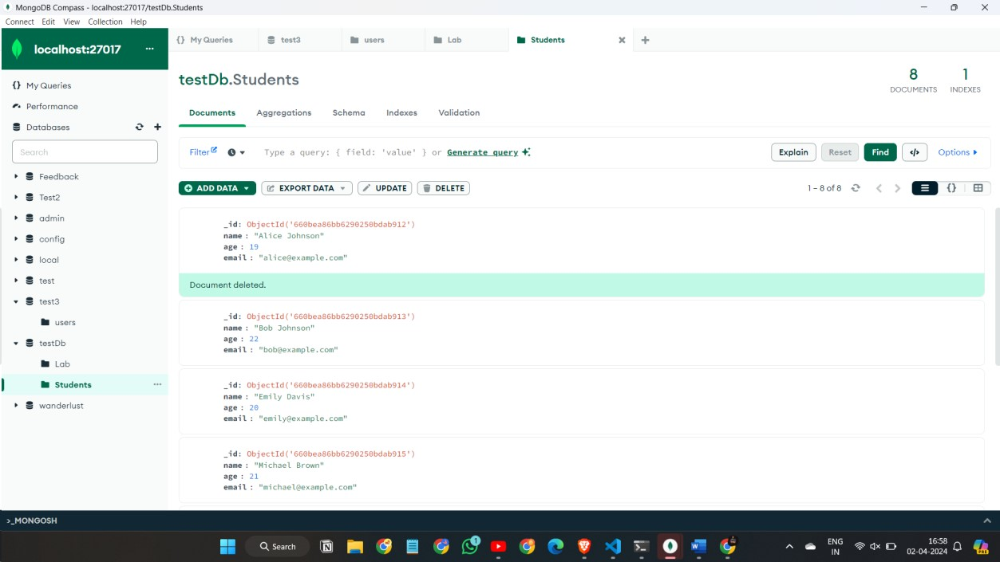 MongoDB Compass - localhost:27017/testDb.Students
Connect Edit View Collection Help
localhost:27017 ...
{} My Queries
Performance
Databases
Search
Feedback
Test2
admin
config
local
test
test3
users
testDb
Lab
Students ...
wanderlust
{} My Queries test3 users Lab Students
testDb.Students
8
DOCUMENTS
1
INDEXES
Documents Aggregations Schema Indexes Validation
Filter Type a query: { field: 'value' } or Generate query Explain Reset Find </> Options
ADD DATA EXPORT DATA UPDATE DELETE 1 – 8 of 8 {}
_id: ObjectId('660bea86bb6290250bdab912')
name : "Alice Johnson"
age : 19
email : "alice@example.com"
Document deleted.
_id: ObjectId('660bea86bb6290250bdab913')
name : "Bob Johnson"
age : 22
email : "bob@example.com"
_id: ObjectId('660bea86bb6290250bdab914')
name : "Emily Davis"
age : 20
email : "emily@example.com"
_id: ObjectId('660bea86bb6290250bdab915')
name : "Michael Brown"
age : 21
email : "michael@example.com"
>_MONGOSH
Search
1
ENG
IN
16:58
02-04-2024